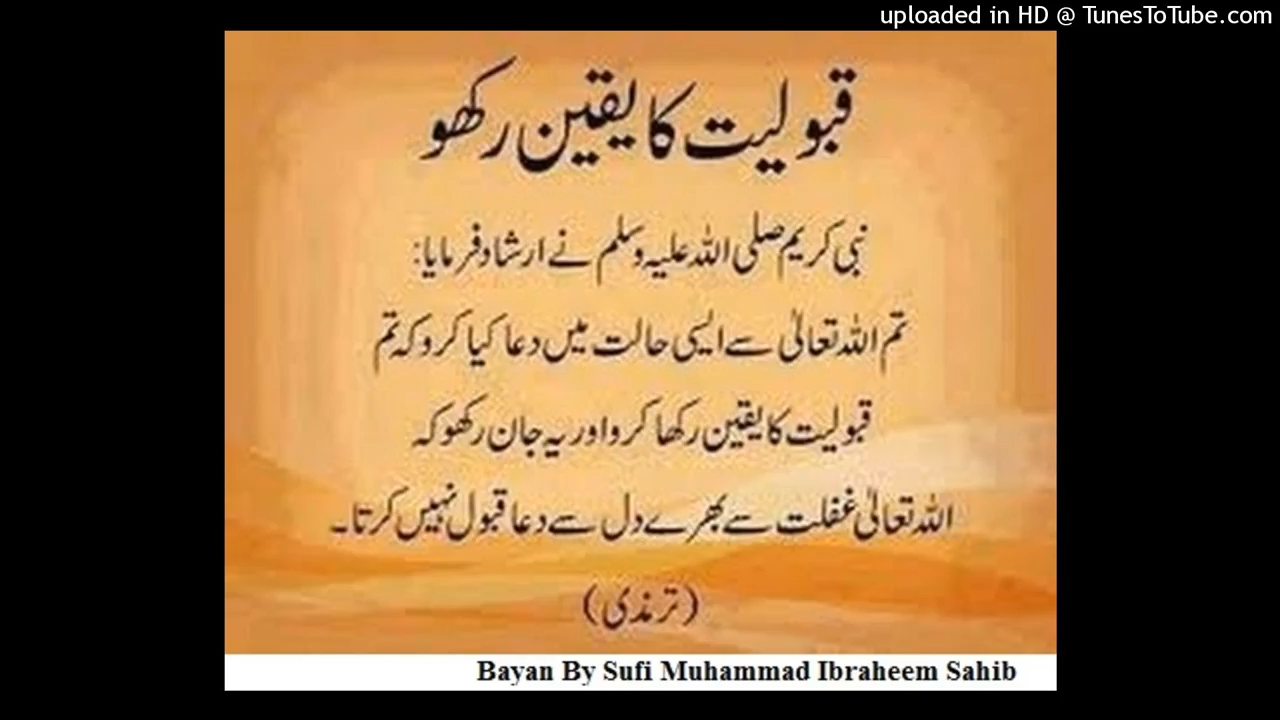 uploaded in HD @ TunesToTube.com
قبولیت کا یقین رکھو
نبی کریم صلی اللہ علیہ وسلم نے ارشاد فرمایا:
تم اللہ تعالیٰ سے ایسی حالت میں دعا کیا کرو کہ تم
قبولیت کا یقین رکھا کرو اور یہ جان رکھو کہ
اللہ تعالیٰ غفلت سے بھرے دل سے دعا قبول نہیں کرتا۔
(ترمذی)
Bayan By Sufi Muhammad Ibraheem Sahib